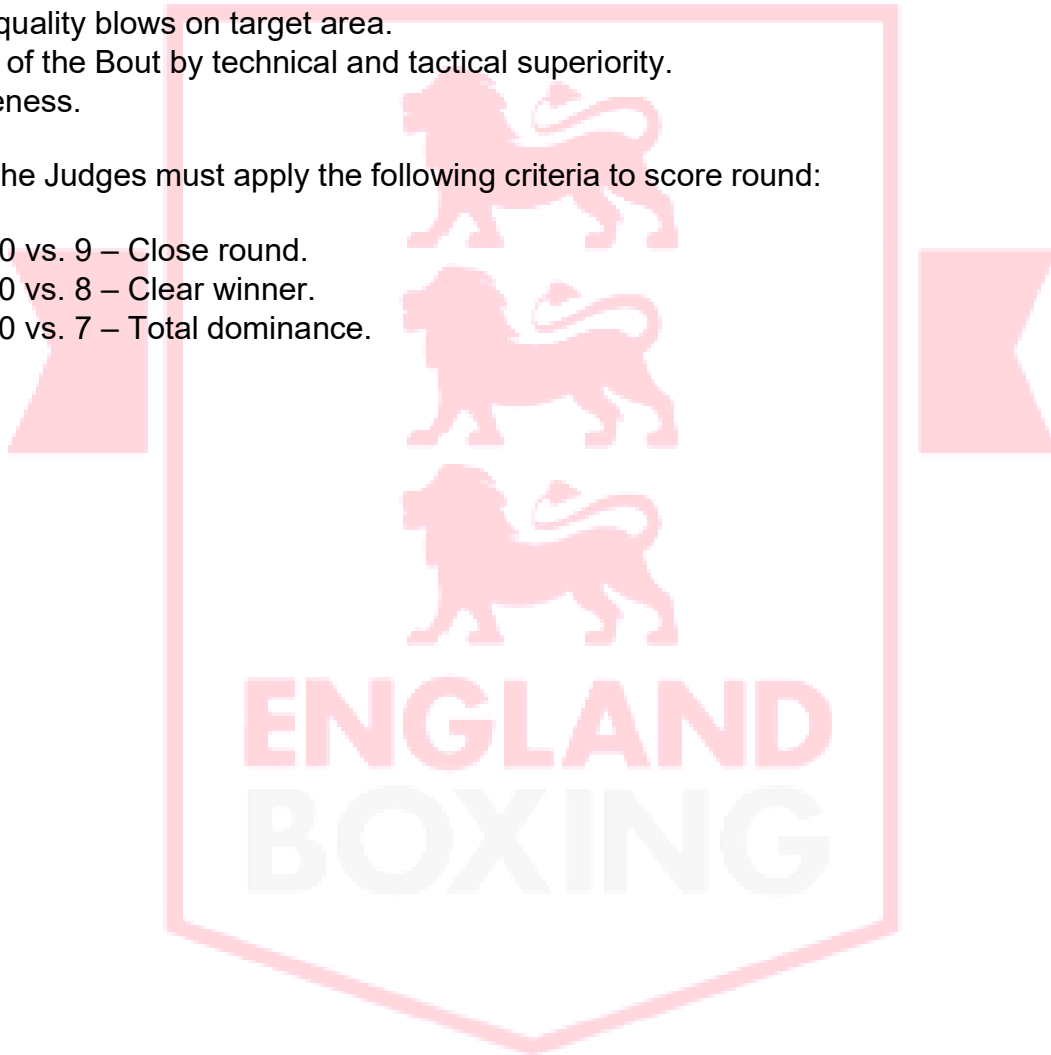 quality blows on target area.
of the Bout by technical and tactical superiority.
eness.
he Judges must apply the following criteria to score round:
0 vs. 9 – Close round.
0 vs. 8 – Clear winner.
0 vs. 7 – Total dominance.
ENGLAND
BOXING